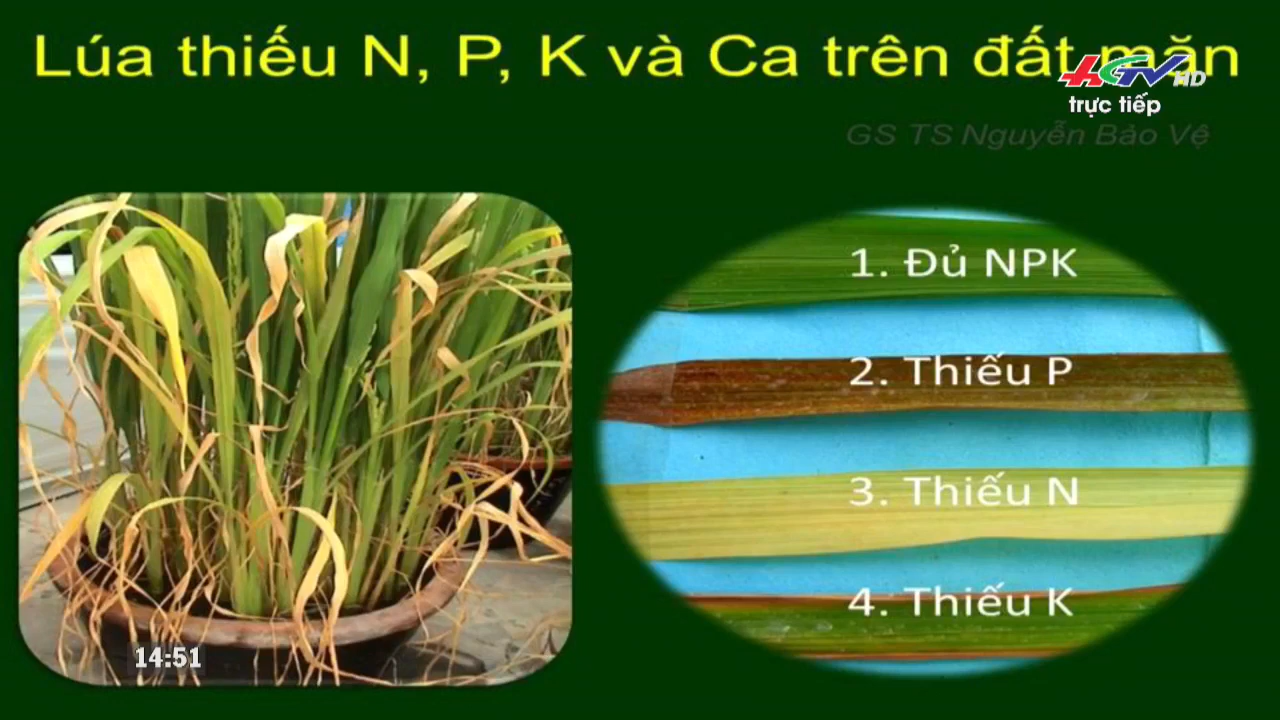 Lúa thiếu N, P, K và Ca trên đất mặn
HGTV HD
trực tiếp
GS TS Nguyễn Bảo Vệ
1. Đủ NPK
2. Thiếu P
3. Thiếu N
4. Thiếu K
14:51